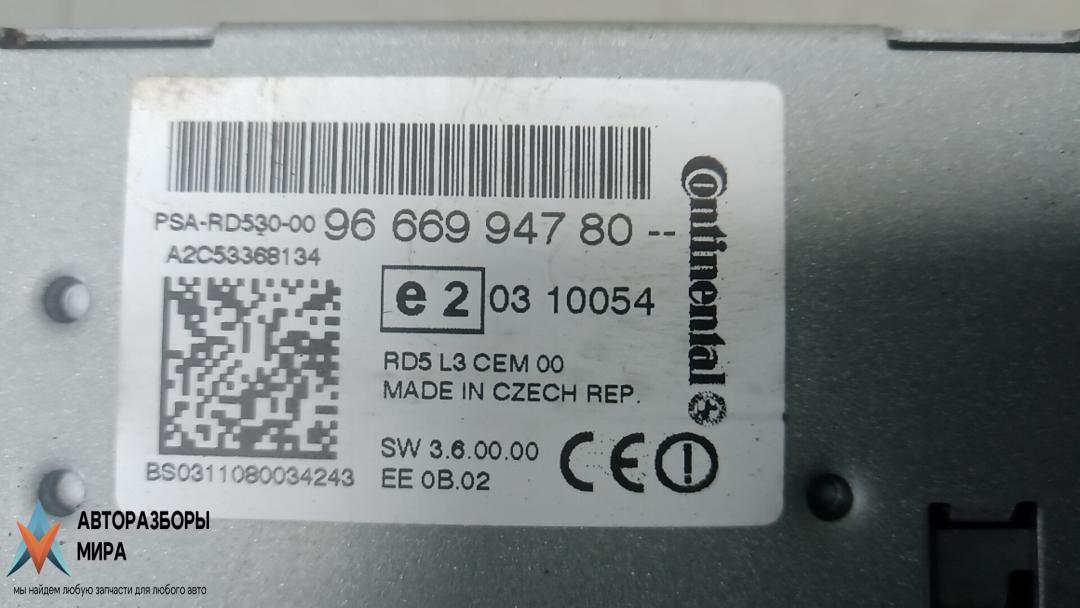 PSA-RD530-00 96 669 947 80 --
A2C53368134
e 2 03 10054
RD5 L3 CEM 00
MADE IN CZECH REP.
SW 3.6.00.00
EE 0B.02
BS0311080034243
CE
Continental
АВТОРАЗБОРЫ
МИРА
мы найдем любую запчасти для любого авто